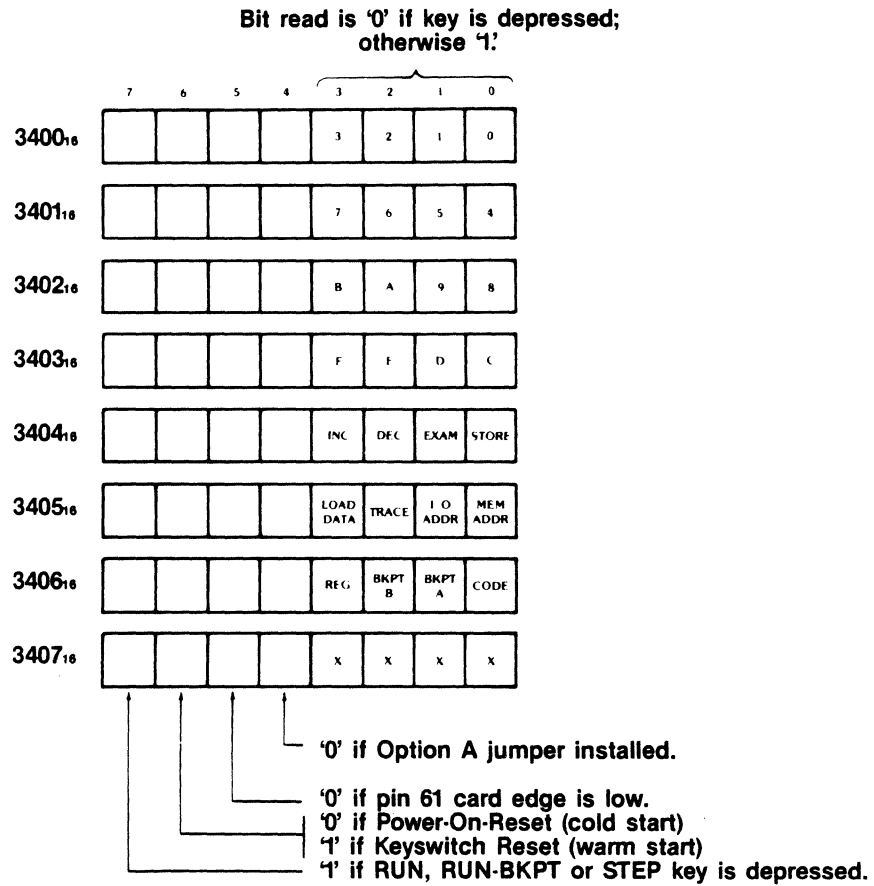 Bit read is ‘0’ if key is depressed;
otherwise ‘1.’
7 6 5 4 3 2 1 0
3400₁₆ 3 2 1 0
3401₁₆ 7 6 5 4
3402₁₆ B A 9 8
3403₁₆ F E D C
3404₁₆ INC DEC EXAM STORE
3405₁₆ LOAD DATA TRACE I O ADDR MEM ADDR
3406₁₆ REG BKPT B BKPT A CODE
3407₁₆ X X X X
‘0’ if Option A jumper installed.
‘0’ if pin 61 card edge is low.
‘0’ if Power-On-Reset (cold start)
‘1’ if Keyswitch Reset (warm start)
‘1’ if RUN, RUN-BKPT or STEP key is depressed.